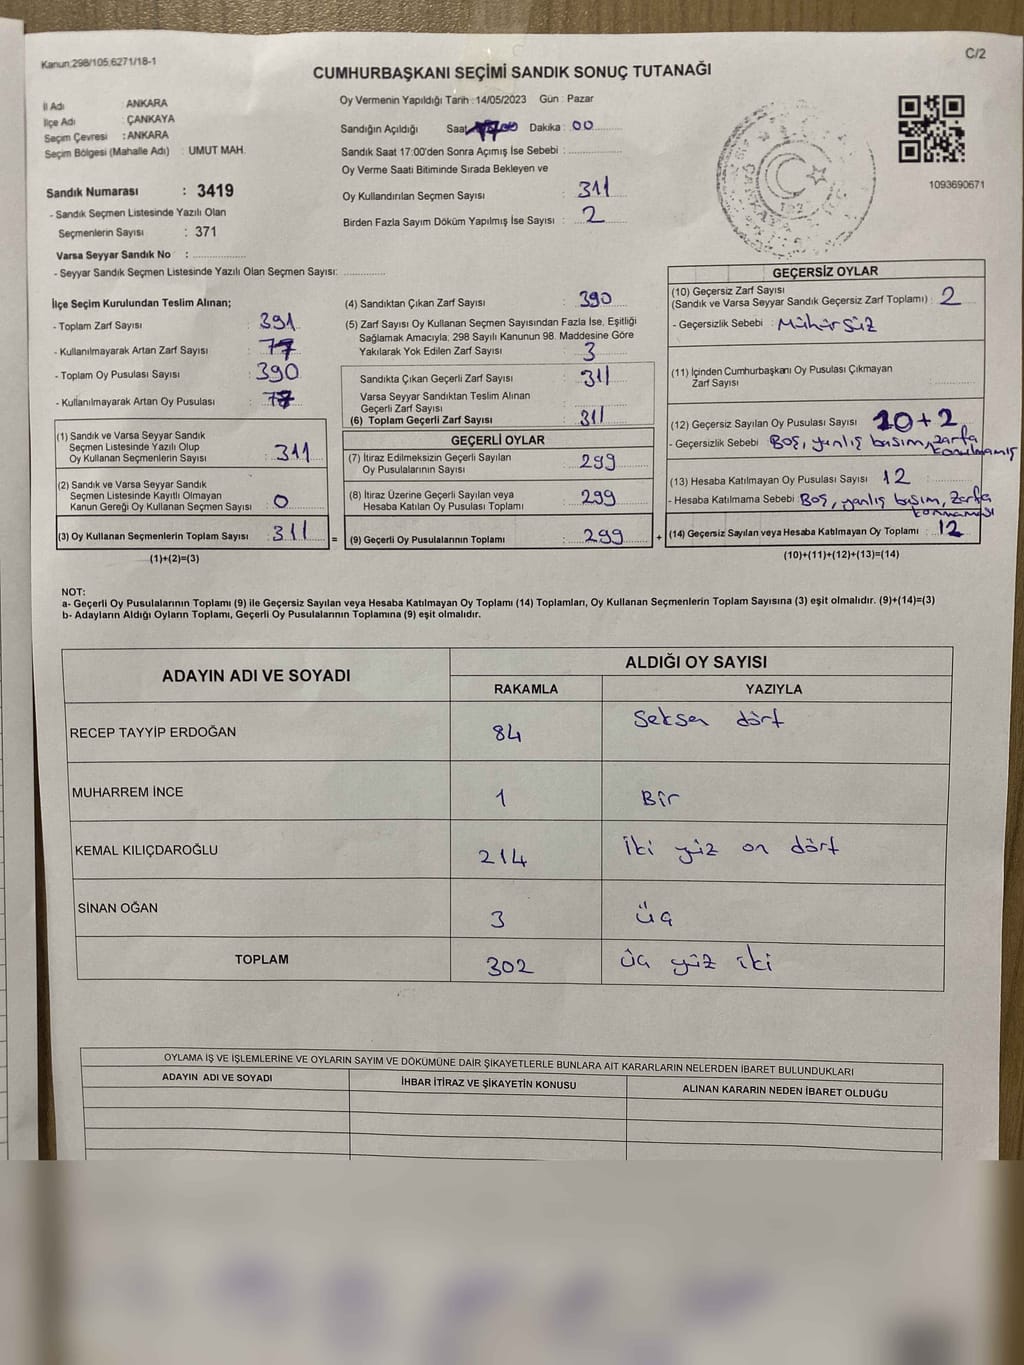 Kanun:298/105;6271/18-1
C/2
CUMHURBAŞKANI SEÇİMİ SANDIK SONUÇ TUTANAĞI
İl Adı : ANKARA
İlçe Adı : ÇANKAYA
Seçim Çevresi : ANKARA
Seçim Bölgesi (Mahalle Adı) : UMUT MAH.
Sandık Numarası : 3419
- Sandık Seçmen Listesinde Yazılı Olan
Seçmenlerin Sayısı : 371
Varsa Seyyar Sandık No : ..............
- Seyyar Sandık Seçmen Listesinde Yazılı Olan Seçmen Sayısı: ..............
Oy Vermenin Yapıldığı Tarih : 14/05/2023 Gün : Pazar
Sandığın Açıldığı Saat Dakika : 00
Sandık Saat 17:00'den Sonra Açımış İse Sebebi : ..............
Oy Verme Saati Bitiminde Sırada Bekleyen ve
Oy Kullandırılan Seçmen Sayısı : 311
Birden Fazla Sayım Döküm Yapılmış İse Sayısı : 2
1093690671
İlçe Seçim Kurulundan Teslim Alınan;
- Toplam Zarf Sayısı : 391
- Kullanılmayarak Artan Zarf Sayısı : 77
- Toplam Oy Pusulası Sayısı : 390
- Kullanılmayarak Artan Oy Pusulası :
(1) Sandık ve Varsa Seyyar Sandık
Seçmen Listesinde Yazılı Olup
Oy Kullanan Seçmenlerin Sayısı : 311
(2) Sandık ve Varsa Seyyar Sandık
Seçmen Listesinde Kayıtlı Olmayan
Kanun Gereği Oy Kullanan Seçmen Sayısı : 0
(3) Oy Kullanan Seçmenlerin Toplam Sayısı : 311 =
(1)+(2)=(3)
(4) Sandıktan Çıkan Zarf Sayısı : 390
(5) Zarf Sayısı Oy Kullanan Seçmen Sayısından Fazla İse, Eşitliği
Sağlamak Amacıyla; 298 Sayılı Kanunun 98. Maddesine Göre
Yakılarak Yok Edilen Zarf Sayısı : 3
Sandıkta Çıkan Geçerli Zarf Sayısı : 311
Varsa Seyyar Sandıktan Teslim Alınan
Geçerli Zarf Sayısı : ..............
(6) Toplam Geçerli Zarf Sayısı : 311
GEÇERLİ OYLAR
(7) İtiraz Edilmeksizin Geçerli Sayılan
Oy Pusulalarının Sayısı : 299
(8) İtiraz Üzerine Geçerli Sayılan veya
Hesaba Katılan Oy Pusulası Toplamı : 299
(9) Geçerli Oy Pusulalarının Toplamı : 299 +
GEÇERSİZ OYLAR
(10) Geçersiz Zarf Sayısı
(Sandık ve Varsa Seyyar Sandık Geçersiz Zarf Toplamı) : 2
- Geçersizlik Sebebi : Mühürsüz
(11) İçinden Cumhurbaşkanı Oy Pusulası Çıkmayan
Zarf Sayısı : ..............
(12) Geçersiz Sayılan Oy Pusulası Sayısı : 10+2
- Geçersizlik Sebebi : Boş, yanlış basım, zarfa
konulmamış
(13) Hesaba Katılmayan Oy Pusulası Sayısı : 12
- Hesaba Katılmama Sebebi : Boş, yanlış basım, zarfa
konmaması
(14) Geçersiz Sayılan veya Hesaba Katılmayan Oy Toplamı : 12
(10)+(11)+(12)+(13)=(14)
NOT:
a- Geçerli Oy Pusulalarının Toplamı (9) ile Geçersiz Sayılan veya Hesaba Katılmayan Oy Toplamı (14) Toplamları, Oy Kullanan Seçmenlerin Toplam Sayısına (3) eşit olmalıdır. (9)+(14)=(3)
b- Adayların Aldığı Oyların Toplamı, Geçerli Oy Pusulalarının Toplamına (9) eşit olmalıdır.
ADAYIN ADI VE SOYADI
ALDIĞI OY SAYISI
RAKAMLA YAZIYLA
RECEP TAYYİP ERDOĞAN 84 Seksen dört
MUHARREM İNCE 1 Bir
KEMAL KILIÇDAROĞLU 214 İki yüz on dört
SİNAN OĞAN 3 üç
TOPLAM 302 üç yüz iki
OYLAMA İŞ VE İŞLEMLERİNE VE OYLARIN SAYIM VE DÖKÜMÜNE DAİR ŞİKAYETLERLE BUNLARA AİT KARARLARIN NELERDEN İBARET BULUNDUKLARI
ADAYIN ADI VE SOYADI İHBAR İTİRAZ VE ŞİKAYETİN KONUSU ALINAN KARARIN NEDEN İBARET OLDUĞU